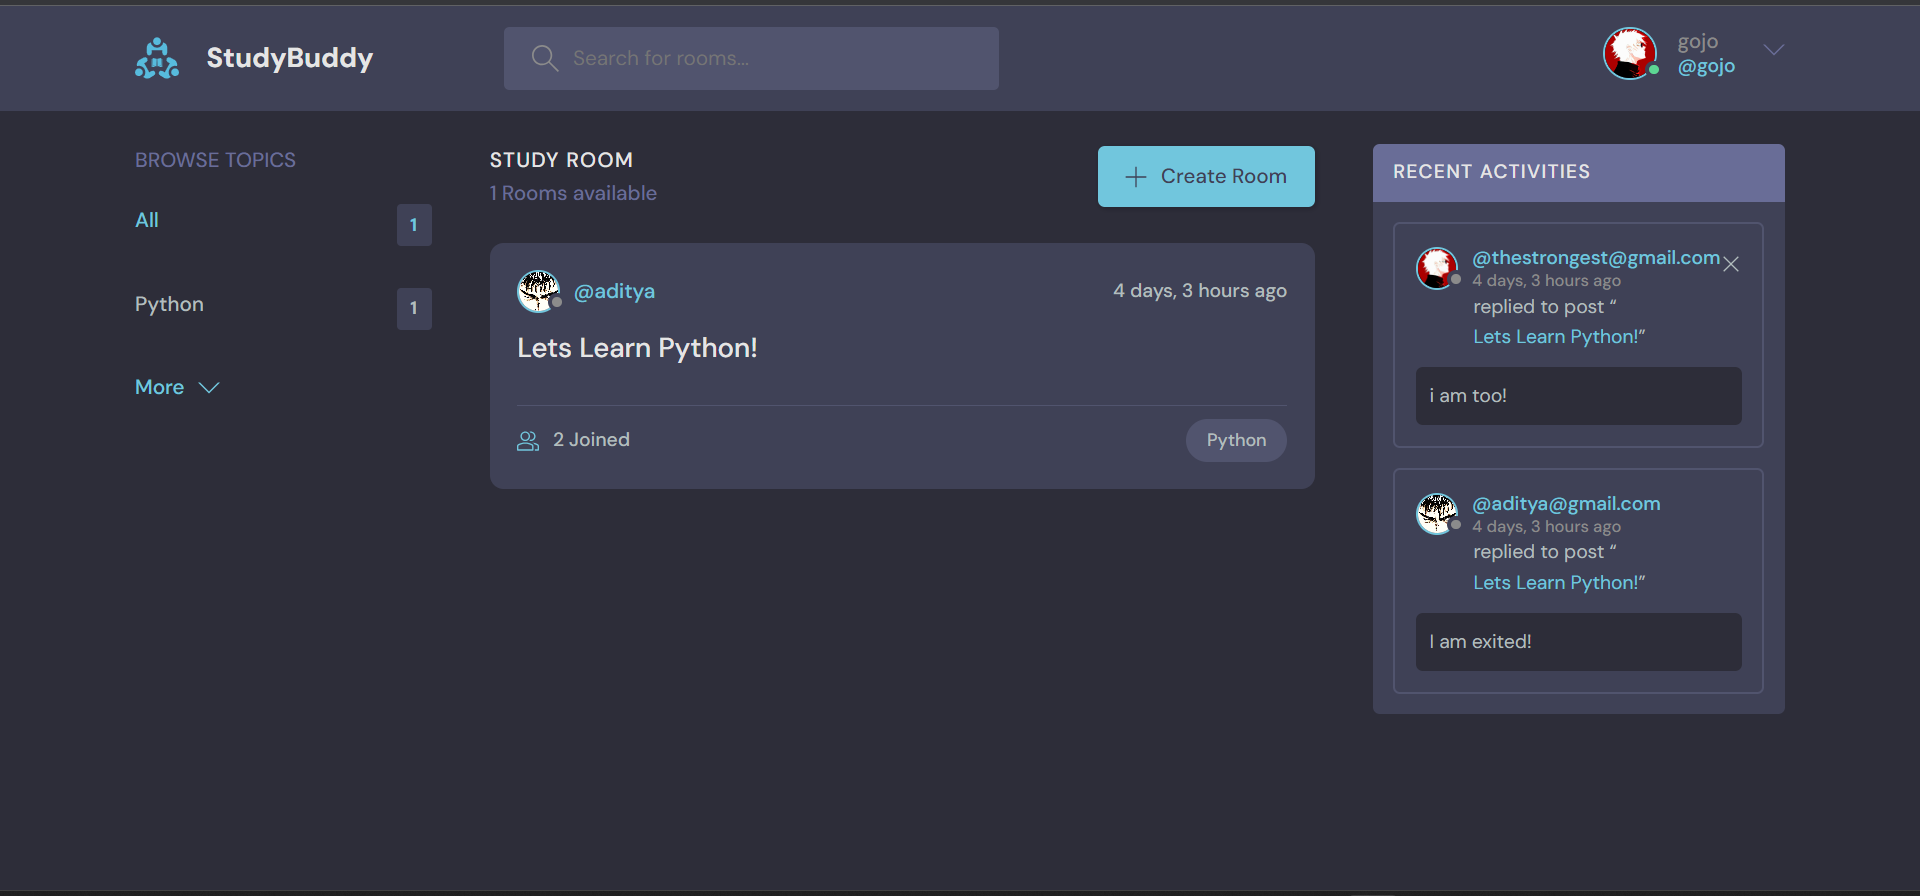 StudyBuddy
Search for rooms...
gojo
@gojo
BROWSE TOPICS
All
1
Python
1
More
STUDY ROOM
1 Rooms available
Create Room
@aditya
4 days, 3 hours ago
Lets Learn Python!
2 Joined
Python
RECENT ACTIVITIES
@thestrongest@gmail.com
4 days, 3 hours ago
replied to post “
Lets Learn Python!”
i am too!
@aditya@gmail.com
4 days, 3 hours ago
replied to post “
Lets Learn Python!”
I am exited!